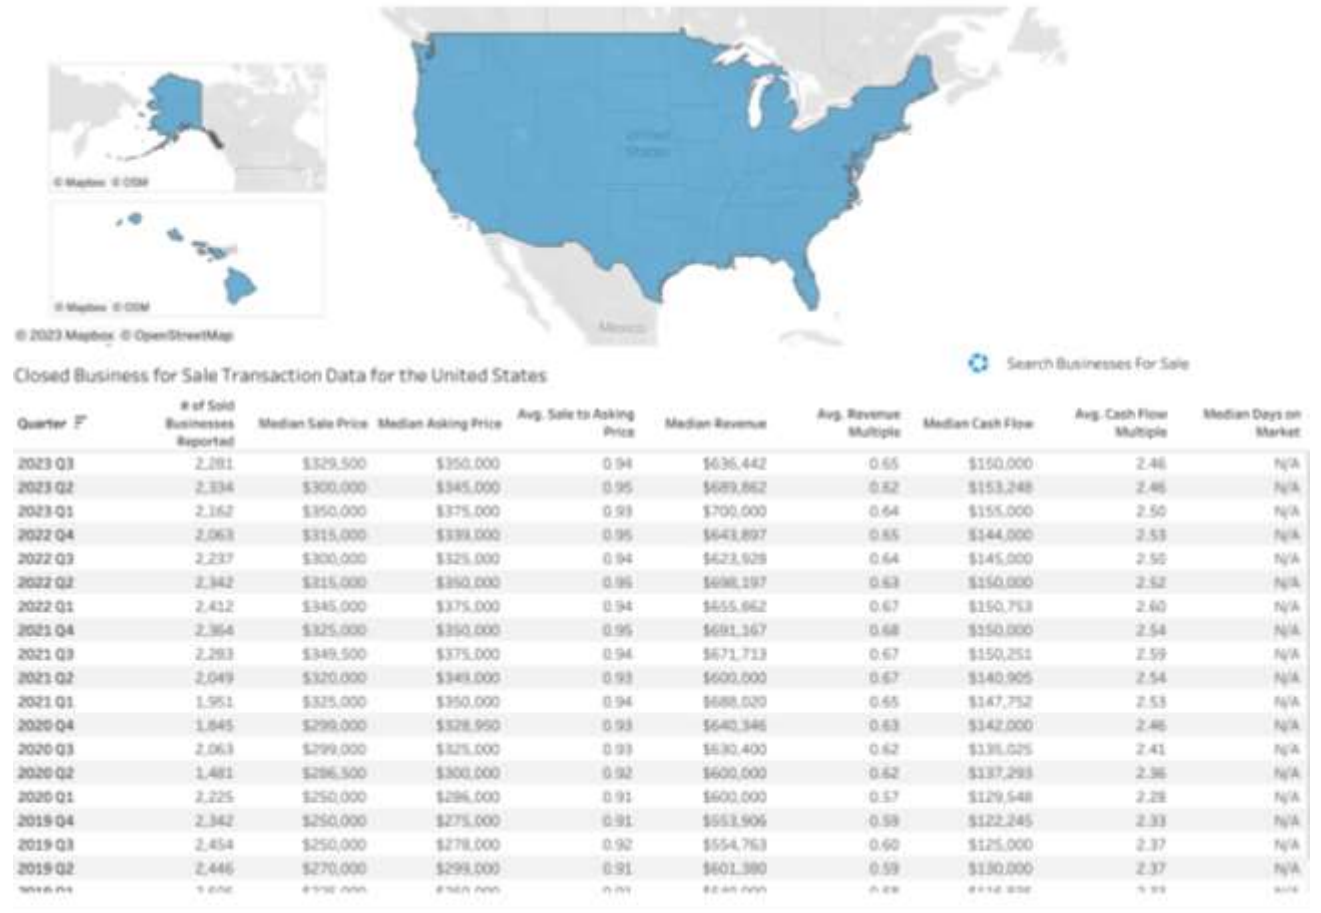 United
States
© Mapbox © OSM
© Mapbox © OSM
Mexico
© 2023 Mapbox © OpenStreetMap
Search Businesses For Sale
Closed Business for Sale Transaction Data for the United States
Quarter # of Sold Businesses Reported Median Sale Price Median Asking Price Avg. Sale to Asking Price Median Revenue Avg. Revenue Multiple Median Cash Flow Avg. Cash Flow Multiple Median Days on Market
2023 Q3 2,281 $329,500 $350,000 0.94 $636,442 0.65 $150,000 2.46 N/A
2023 Q2 2,334 $300,000 $345,000 0.95 $689,862 0.62 $153,248 2.46 N/A
2023 Q1 2,162 $350,000 $375,000 0.93 $700,000 0.64 $155,000 2.50 N/A
2022 Q4 2,063 $315,000 $339,000 0.95 $643,897 0.65 $144,000 2.53 N/A
2022 Q3 2,237 $300,000 $325,000 0.94 $623,928 0.64 $145,000 2.50 N/A
2022 Q2 2,342 $315,000 $350,000 0.95 $698,197 0.63 $150,000 2.52 N/A
2022 Q1 2,412 $345,000 $375,000 0.94 $655,662 0.67 $150,753 2.60 N/A
2021 Q4 2,364 $325,000 $350,000 0.95 $691,167 0.68 $150,000 2.54 N/A
2021 Q3 2,283 $349,500 $375,000 0.94 $671,713 0.67 $150,251 2.59 N/A
2021 Q2 2,049 $320,000 $349,000 0.93 $600,000 0.67 $140,905 2.54 N/A
2021 Q1 1,951 $325,000 $350,000 0.94 $688,020 0.65 $147,752 2.53 N/A
2020 Q4 1,845 $299,000 $328,950 0.93 $640,346 0.63 $142,000 2.46 N/A
2020 Q3 2,063 $299,000 $325,000 0.93 $630,400 0.62 $135,025 2.41 N/A
2020 Q2 1,481 $286,500 $300,000 0.92 $600,000 0.62 $137,293 2.36 N/A
2020 Q1 2,225 $250,000 $286,000 0.91 $600,000 0.57 $129,548 2.28 N/A
2019 Q4 2,342 $250,000 $275,000 0.91 $553,906 0.59 $122,245 2.33 N/A
2019 Q3 2,454 $250,000 $278,000 0.92 $554,763 0.60 $125,000 2.37 N/A
2019 Q2 2,446 $270,000 $299,000 0.91 $601,380 0.59 $130,000 2.37 N/A
2019 Q1